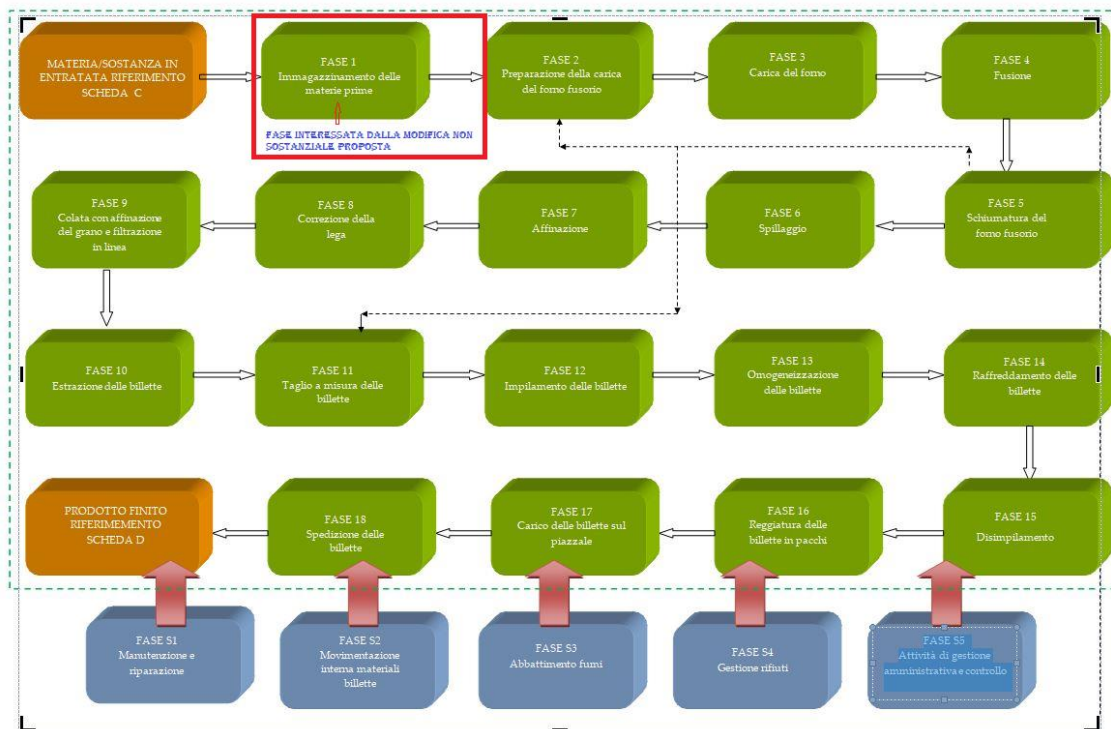 MATERIA/SOSTANZA IN
ENTRATATA RIFERIMENTO
SCHEDA C
FASE 1
Immagazzinamento delle
materie prime
FASE INTERESSATA DALLA MODIFICA NON
SOSTANZIALE PROPOSTA
FASE 2
Preparazione della carica
del forno fusorio
FASE 3
Carica del forno
FASE 4
Fusione
FASE 5
Schiumatura del
forno fusorio
FASE 6
Spillaggio
FASE 7
Affinazione
FASE 8
Correzione della
lega
FASE 9
Colata con affinazione
del grano e filtrazione
in linea
FASE 10
Estrazione delle billette
FASE 11
Taglio a misura delle
billette
FASE 12
Impilamento delle billette
FASE 13
Omogeneizzazione
delle billette
FASE 14
Raffreddamento delle
billette
FASE 15
Disimpilamento
FASE 16
Reggiatura delle
billette in pacchi
FASE 17
Carico delle billette sul
piazzale
FASE 18
Spedizione delle
billette
PRODOTTO FINITO
RIFERIMEMENTO
SCHEDA D
FASE S1
Manutenzione e
riparazione
FASE S2
Movimentazione
interna materiali
billette
FASE S3
Abbattimento fumi
FASE S4
Gestione rifiuti
FASE S5
Attività di gestione
amministrativa e controllo